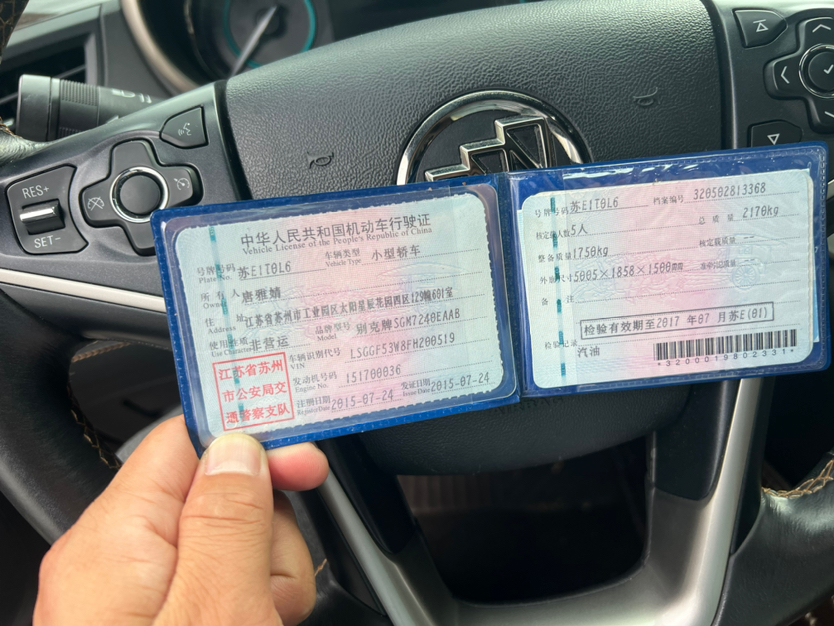 RES+
SET-
中华人民共和国机动车行驶证
Vehicle License of the People's Republic of China
号牌号码 苏E1T0L6 车辆类型 小型轿车
Plate No. Vehicle Type
所有人 唐雅婧
Owner
住址 江苏省苏州市工业园区太阳星辰花园四区129幢601室
Address
使用性质 非营运 品牌型号 别克牌SGM7240EAAB
Use Character Model
江苏省苏州
市公安局交
通警察支队
车辆识别代号 LSGGF53W8FH200519
VIN
发动机号码 151700036
Engine No.
注册日期 2015-07-24 发证日期 2015-07-24
Register Date Issue Date
号牌号码 苏E1T0L6 档案编号 320502813368
核定载人数 5人 总质量 2170kg
整备质量 1750kg 核定载质量
外廓尺寸 5005×1858×1500mm 准牵引总质量
备注
检验有效期至2017 年07 月苏E(01)
检验记录
汽油
*3200019802331*